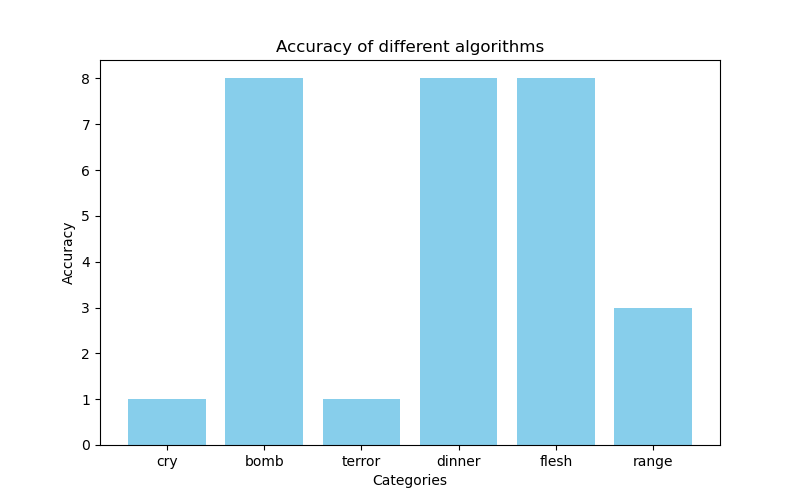 Accuracy of different algorithms
Accuracy
8
7
6
5
4
3
2
1
0
cry bomb terror dinner flesh range
Categories